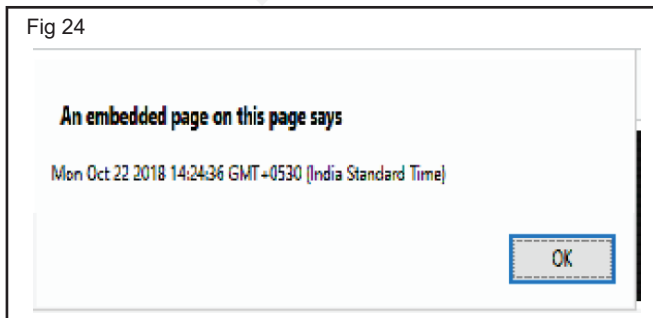 Fig 24
An embedded page on this page says
Mon Oct 22 2018 14:24:36 GMT+0530 (India Standard Time)
OK